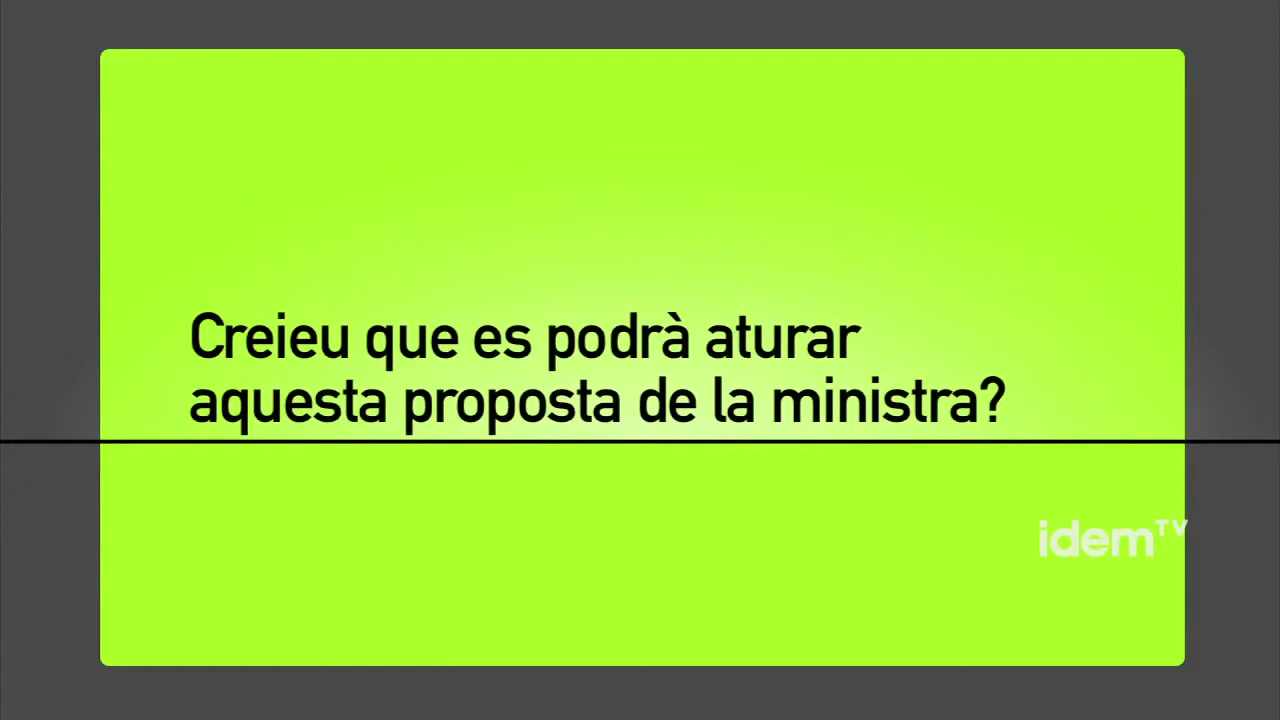 Creieu que es podrà aturar
aquesta proposta de la ministra?
idemTV